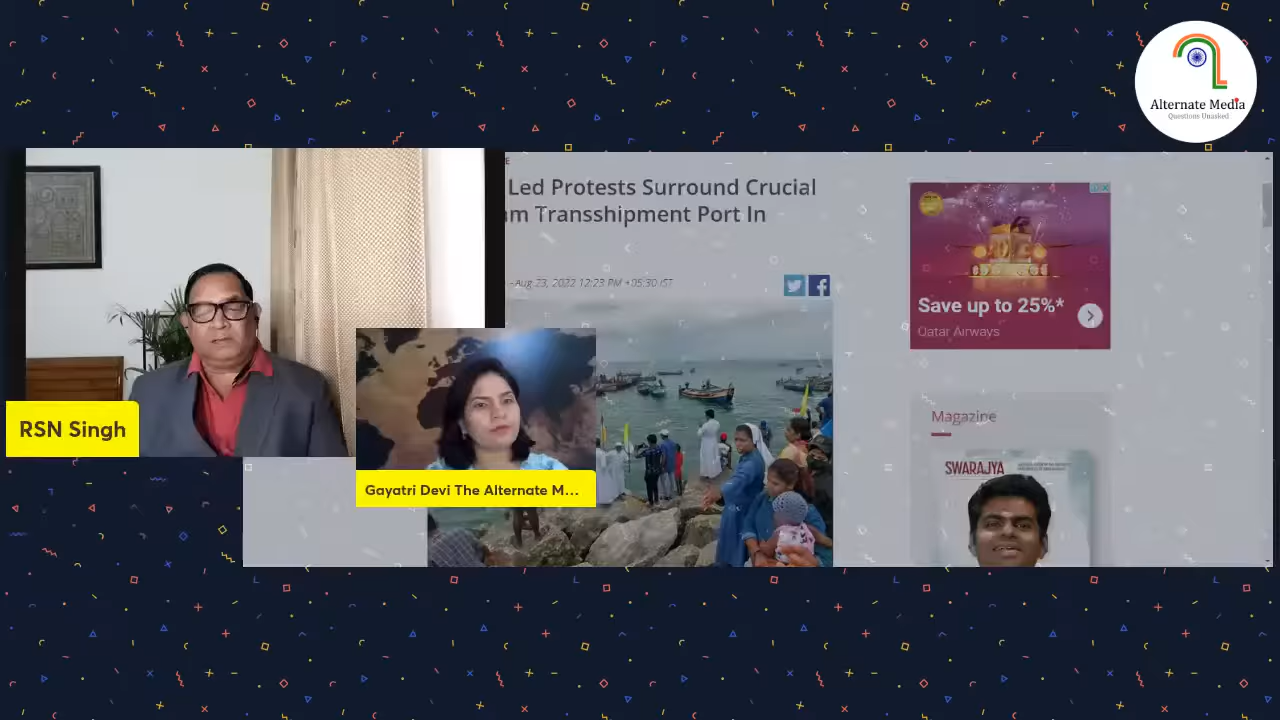 Alternate Media
Questions Unasked
Led Protests Surround Crucial
Transshipment Port In
Aug 23, 2022 12:23 PM +05:30 IST
Save up to 25%*
Qatar Airways
RSN Singh
Gayatri Devi The Alternate M...
Magazine
SWARAJYA